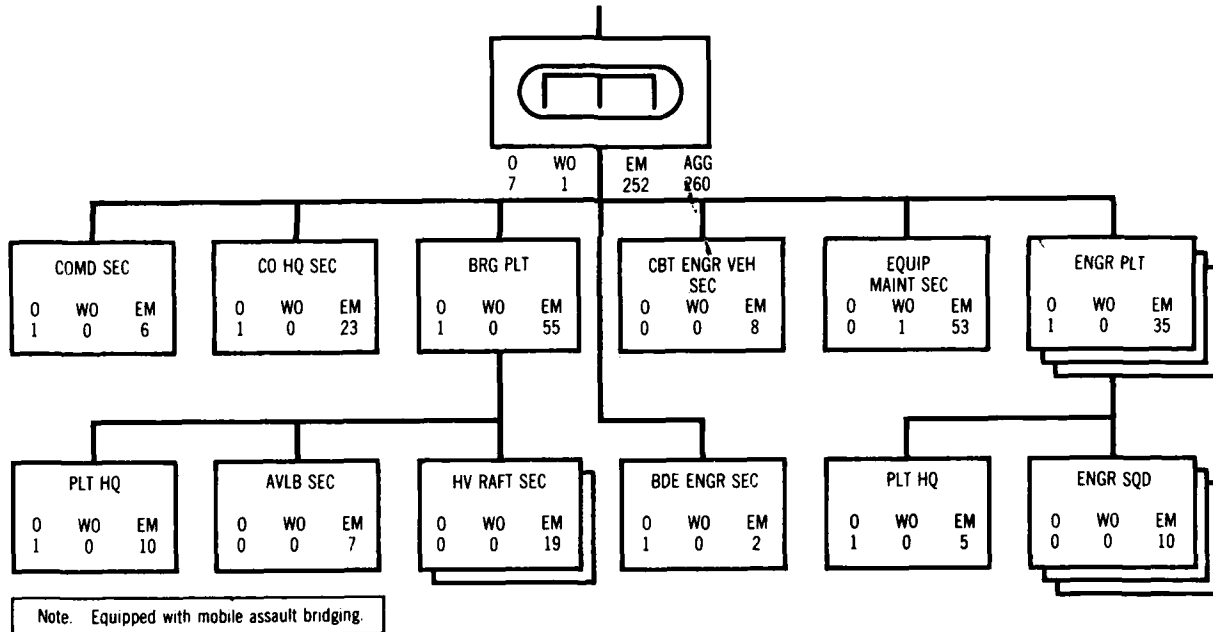 O WO EM AGG
7 1 252 260
COMD SEC
O WO EM
1 0 6
CO HQ SEC
O WO EM
1 0 23
BRG PLT
O WO EM
1 0 55
CBT ENGR VEH
SEC
O WO EM
0 0 8
EQUIP
MAINT SEC
O WO EM
0 1 53
ENGR PLT
O WO EM
1 0 35
PLT HQ
O WO EM
1 0 10
AVLB SEC
O WO EM
0 0 7
HV RAFT SEC
O WO EM
0 0 19
BDE ENGR SEC
O WO EM
1 0 2
PLT HQ
O WO EM
1 0 5
ENGR SQD
O WO EM
0 0 10
Note. Equipped with mobile assault bridging.